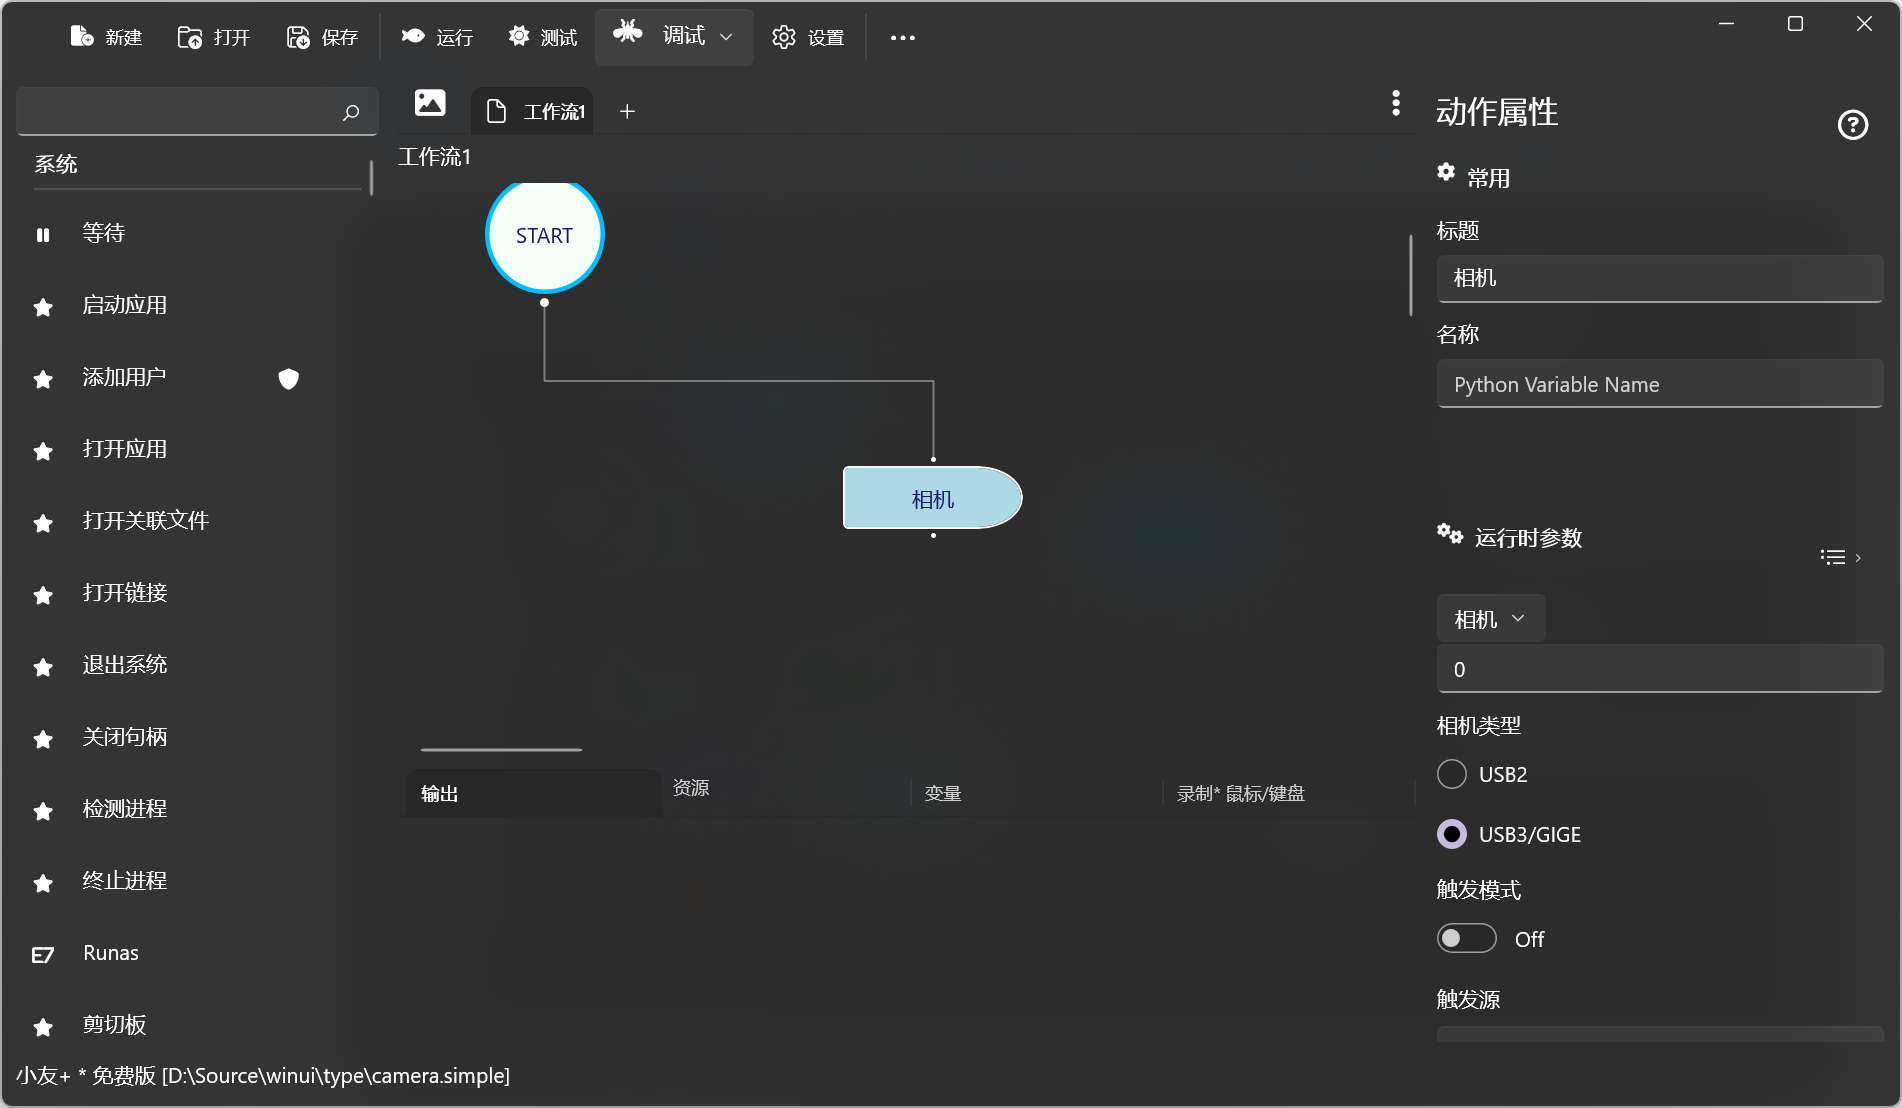 新建 打开 保存 运行 测试 调试 设置
工作流1
工作流1
系统
等待
启动应用
添加用户
打开应用
打开关联文件
打开链接
退出系统
关闭句柄
检测进程
终止进程
Runas
剪切板
START
相机
输出 资源 变量 录制* 鼠标/键盘
动作属性
常用
标题
相机
名称
Python Variable Name
运行时参数
相机
0
相机类型
USB2
USB3/GIGE
触发模式
Off
触发源
小友+ * 免费版 [D:\Source\winui\type\camera.simple]